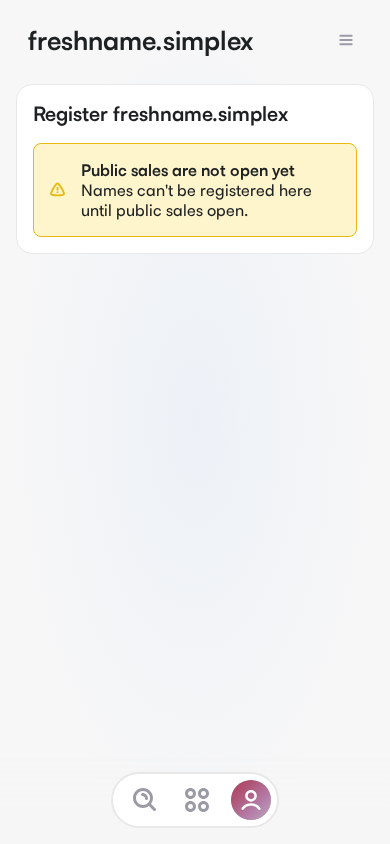 freshname.simplex
Register freshname.simplex
Public sales are not open yet
Names can't be registered here
until public sales open.